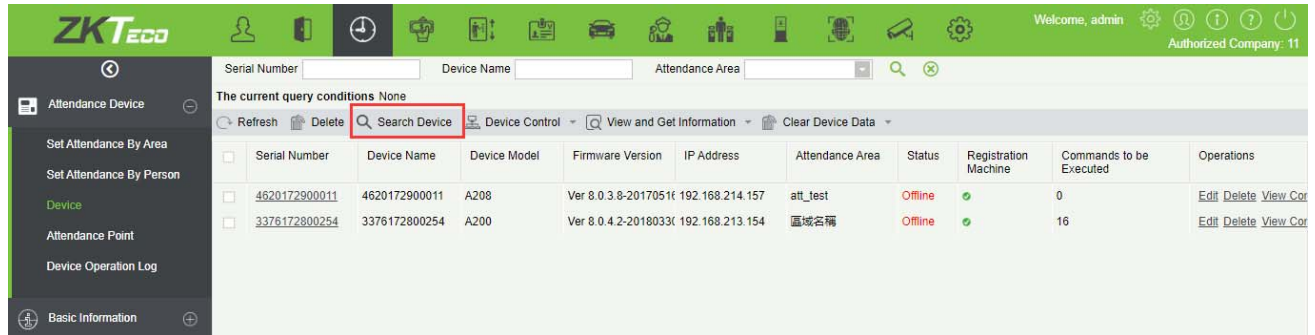 ZKTeco
Welcome, admin
Authorized Company: 11
Serial Number Device Name Attendance Area
Attendance Device
The current query conditions None
Refresh Delete Search Device Device Control View and Get Information Clear Device Data
Set Attendance By Area
Set Attendance By Person
Device
Attendance Point
Device Operation Log
Basic Information
Serial Number Device Name Device Model Firmware Version IP Address Attendance Area Status Registration Machine Commands to be Executed Operations
4620172900011 4620172900011 A208 Ver 8.0.3.8-2017051 192.168.214.157 att_test Offline 0 Edit Delete View
3376172800254 3376172800254 A200 Ver 8.0.4.2-2018033 192.168.213.154 區域名稱 Offline 16 Edit Delete View